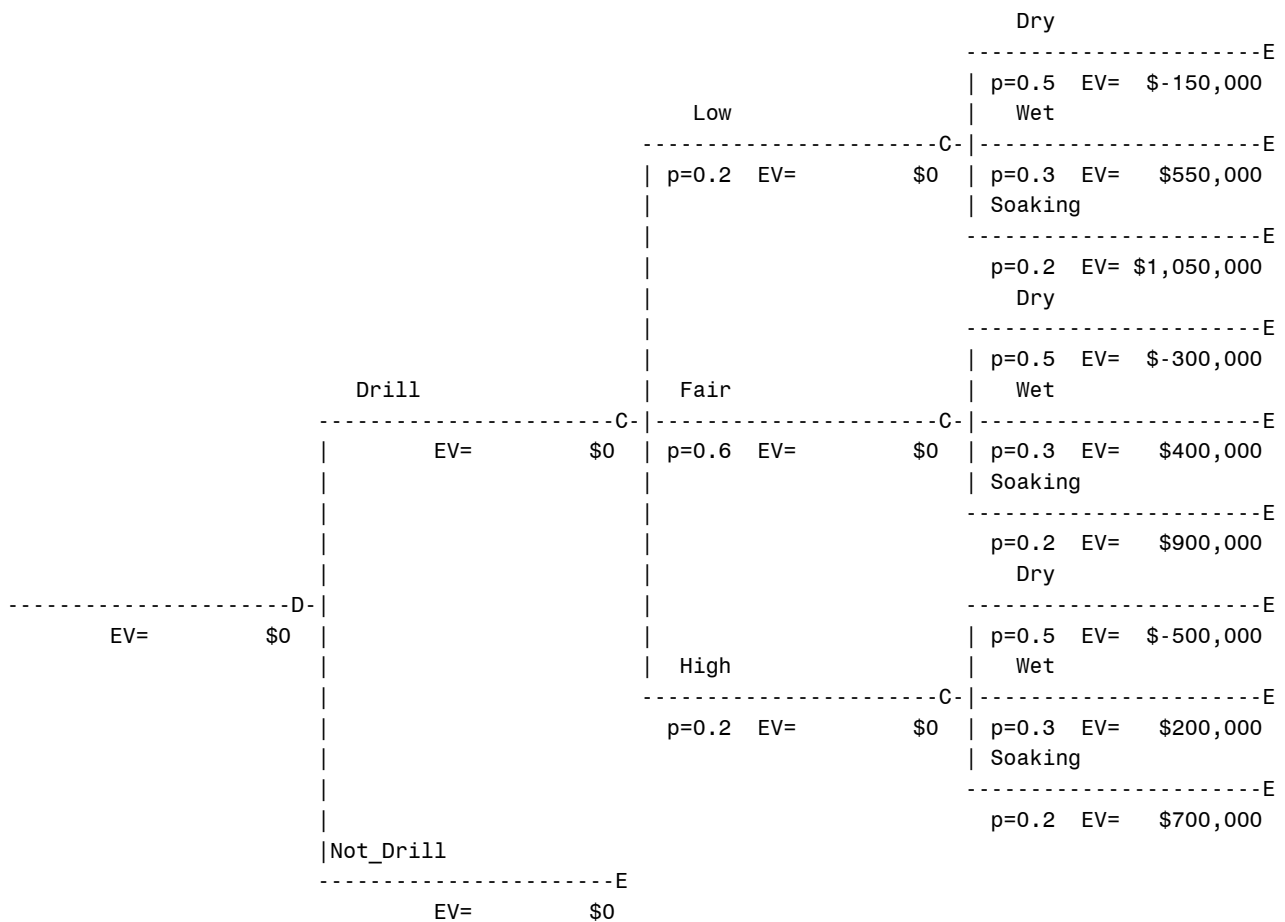 Dry
-----------------------E
| p=0.5  EV=  $-150,000
Low | Wet
-----------------------C-|----------------------E
| p=0.2  EV=         $0 | p=0.3  EV=   $550,000
| | Soaking
| -----------------------E
| p=0.2  EV= $1,050,000
| Dry
| -----------------------E
| | p=0.5  EV=  $-300,000
Drill | Fair | Wet
-----------------------C-|----------------------C-|----------------------E
| EV=         $0 | p=0.6  EV=         $0 | p=0.3  EV=   $400,000
| | | Soaking
| | -----------------------E
| | p=0.2  EV=   $900,000
| | Dry
----------------------D-| | -----------------------E
EV=         $0 | | | p=0.5  EV=  $-500,000
| | High | Wet
| -----------------------C-|----------------------E
| p=0.2  EV=         $0 | p=0.3  EV=   $200,000
| | Soaking
| -----------------------E
| p=0.2  EV=   $700,000
|Not_Drill
-----------------------E
EV=         $0